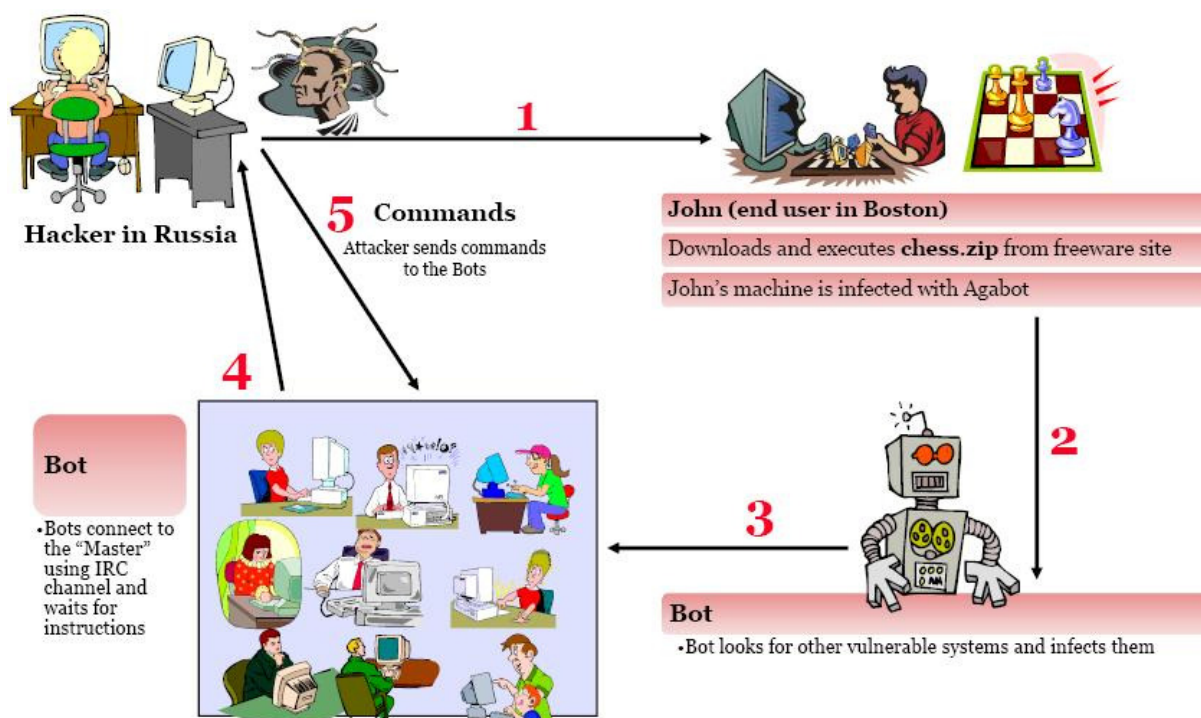 1
Hacker in Russia
5 Commands
Attacker sends commands
to the Bots
John (end user in Boston)
Downloads and executes chess.zip from freeware site
John's machine is infected with Agabot
2
Bot
•Bot looks for other vulnerable systems and infects them
3
4
Bot
•Bots connect to
the “Master”
using IRC
channel and
waits for
instructions